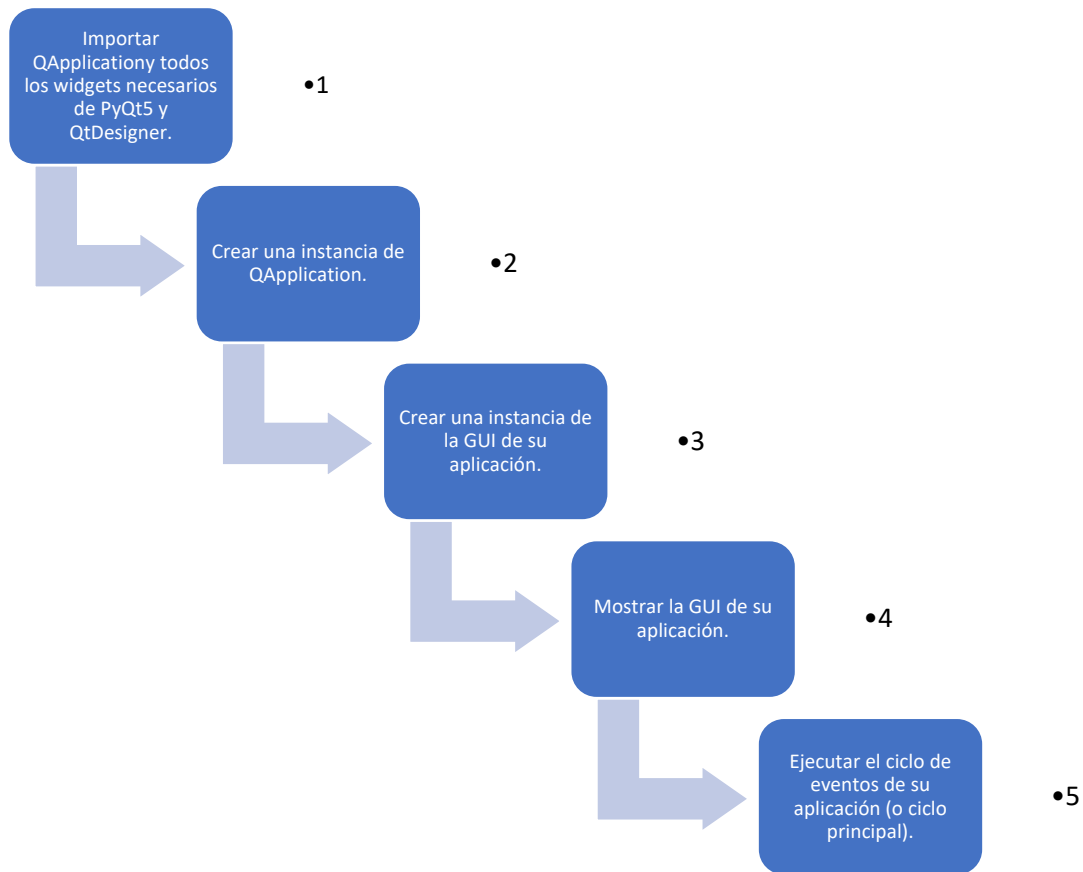 Importar
QApplicationy todos
los widgets necesarios
de PyQt5 y
QtDesigner.
•1
Crear una instancia de
QApplication.
•2
Crear una instancia de
la GUI de su
aplicación.
•3
Mostrar la GUI de su
aplicación.
•4
Ejecutar el ciclo de
eventos de su
aplicación (o ciclo
principal).
•5